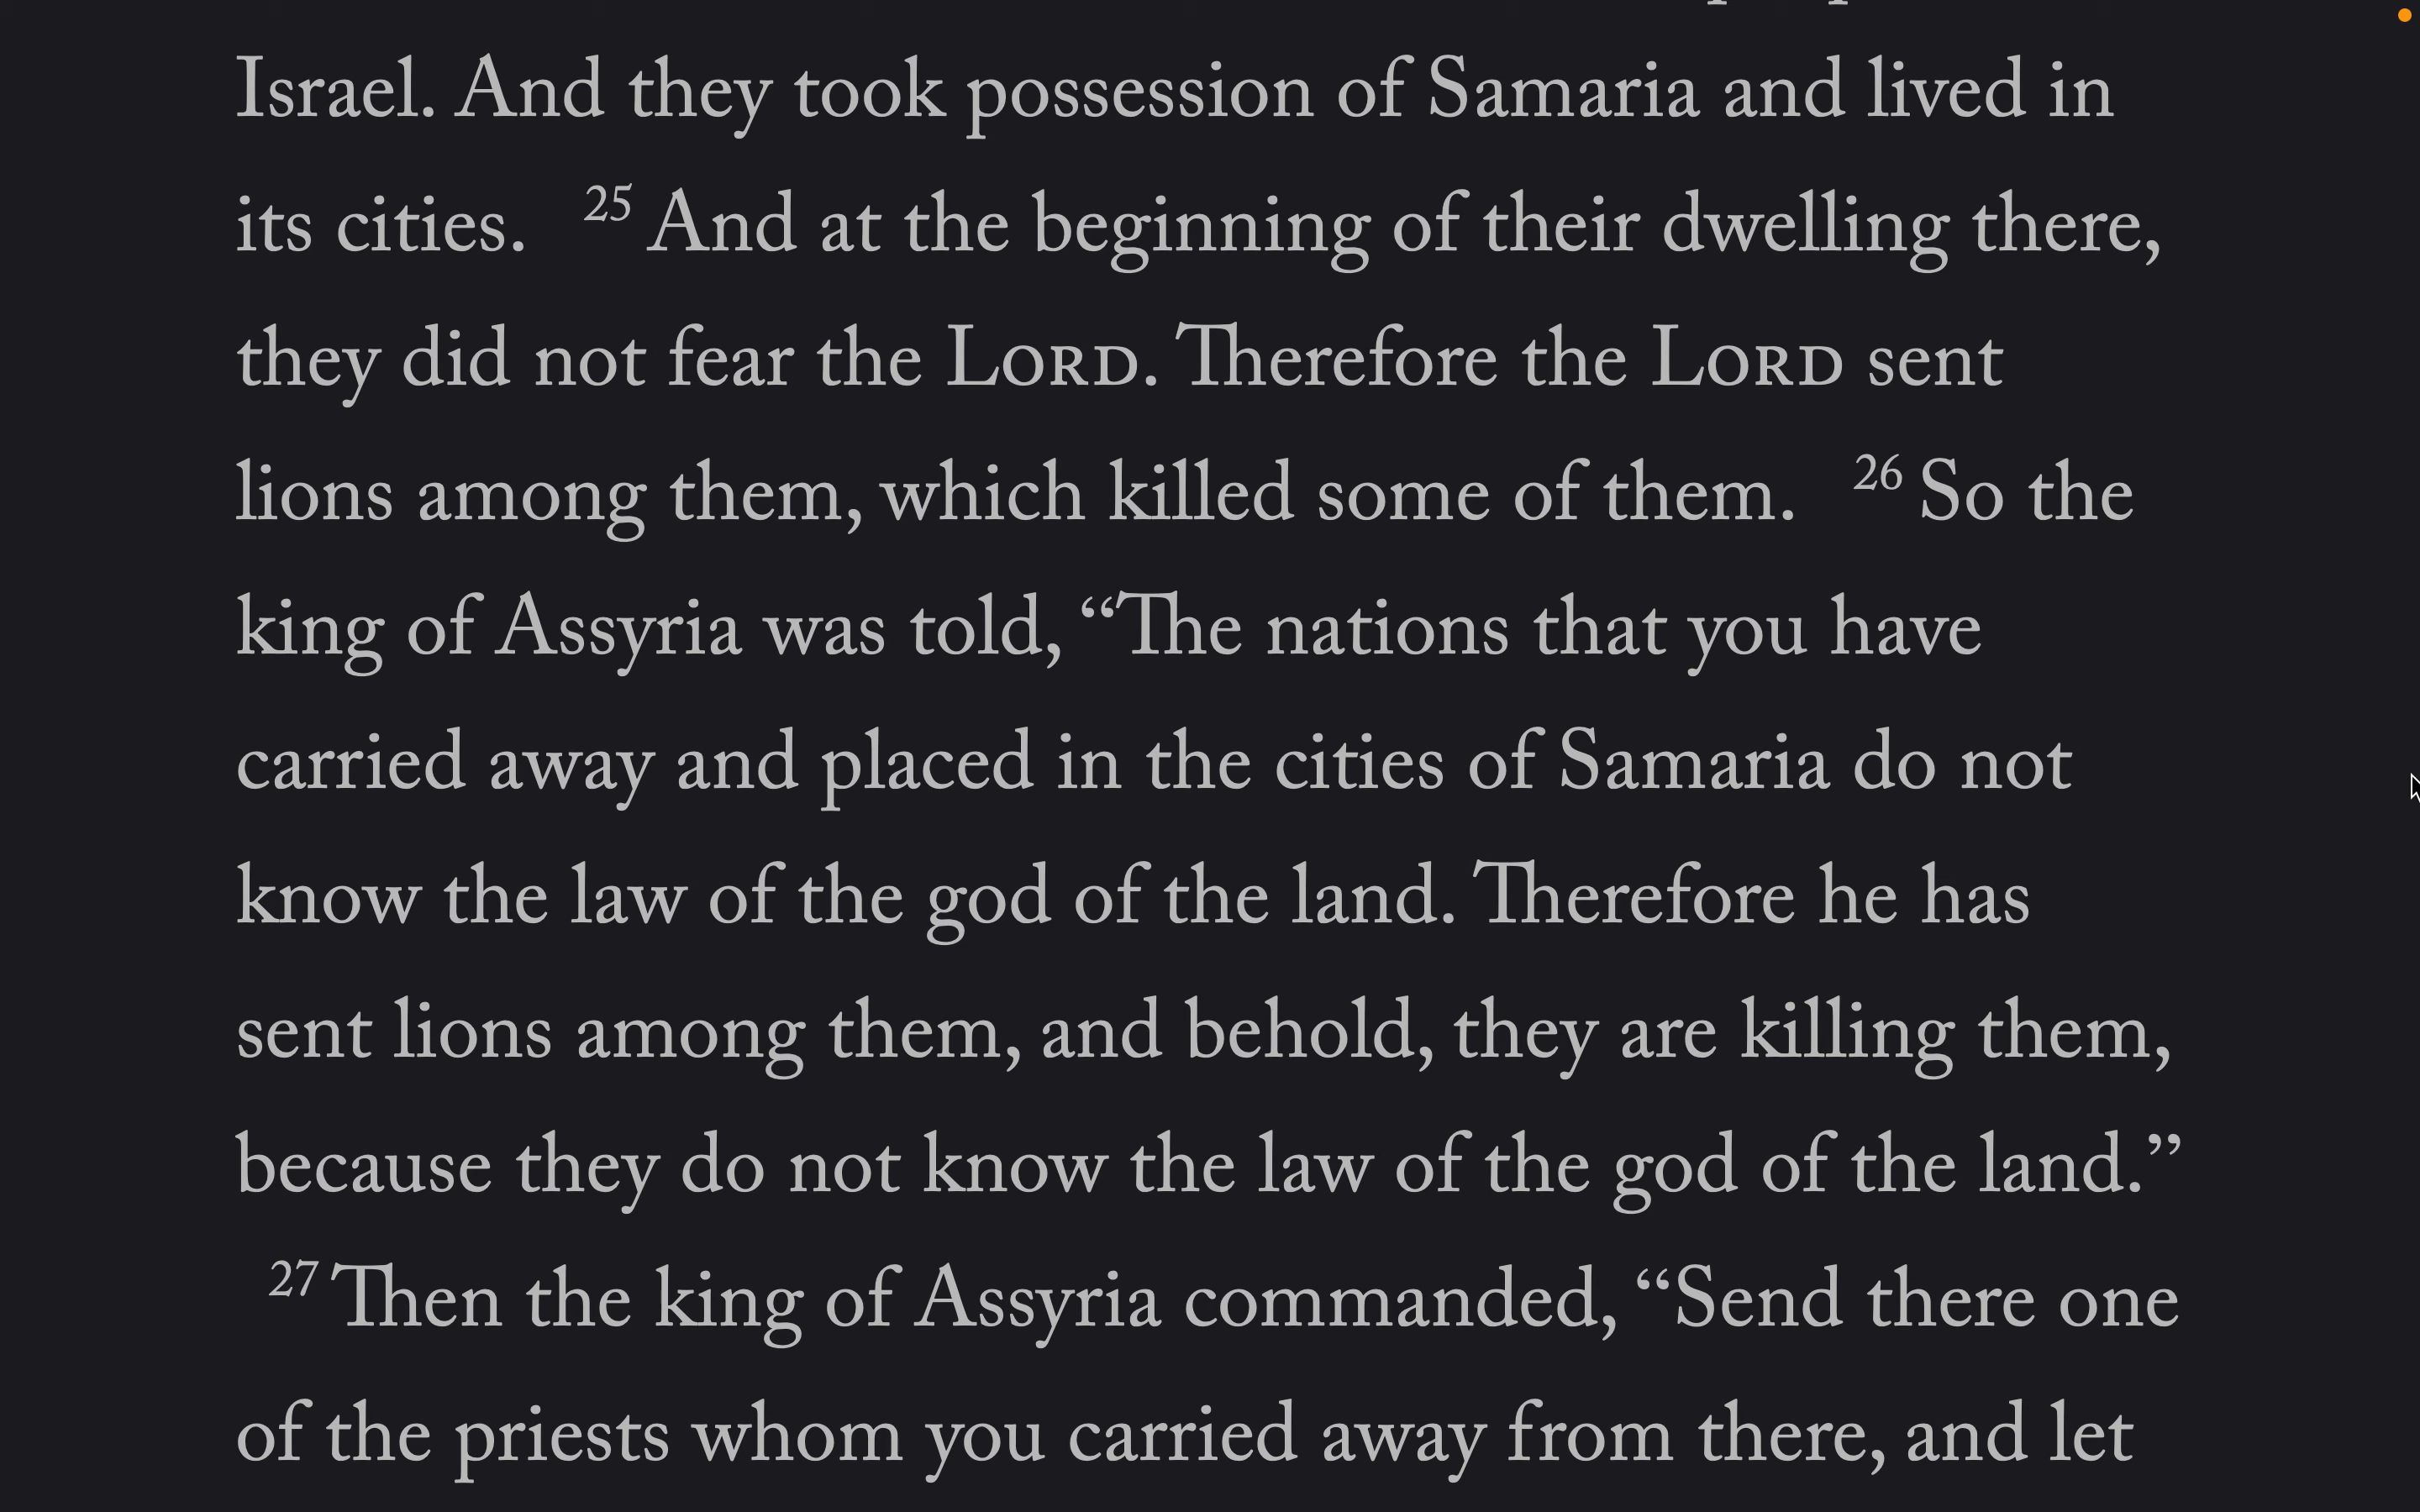 Israel. And they took possession of Samaria and lived in
its cities. 25 And at the beginning of their dwelling there,
they did not fear the LORD. Therefore the LORD sent
lions among them, which killed some of them. 26 So the
king of Assyria was told, “The nations that you have
carried away and placed in the cities of Samaria do not
know the law of the god of the land. Therefore he has
sent lions among them, and behold, they are killing them,
because they do not know the law of the god of the land.”
27 Then the king of Assyria commanded, “Send there one
of the priests whom you carried away from there, and let